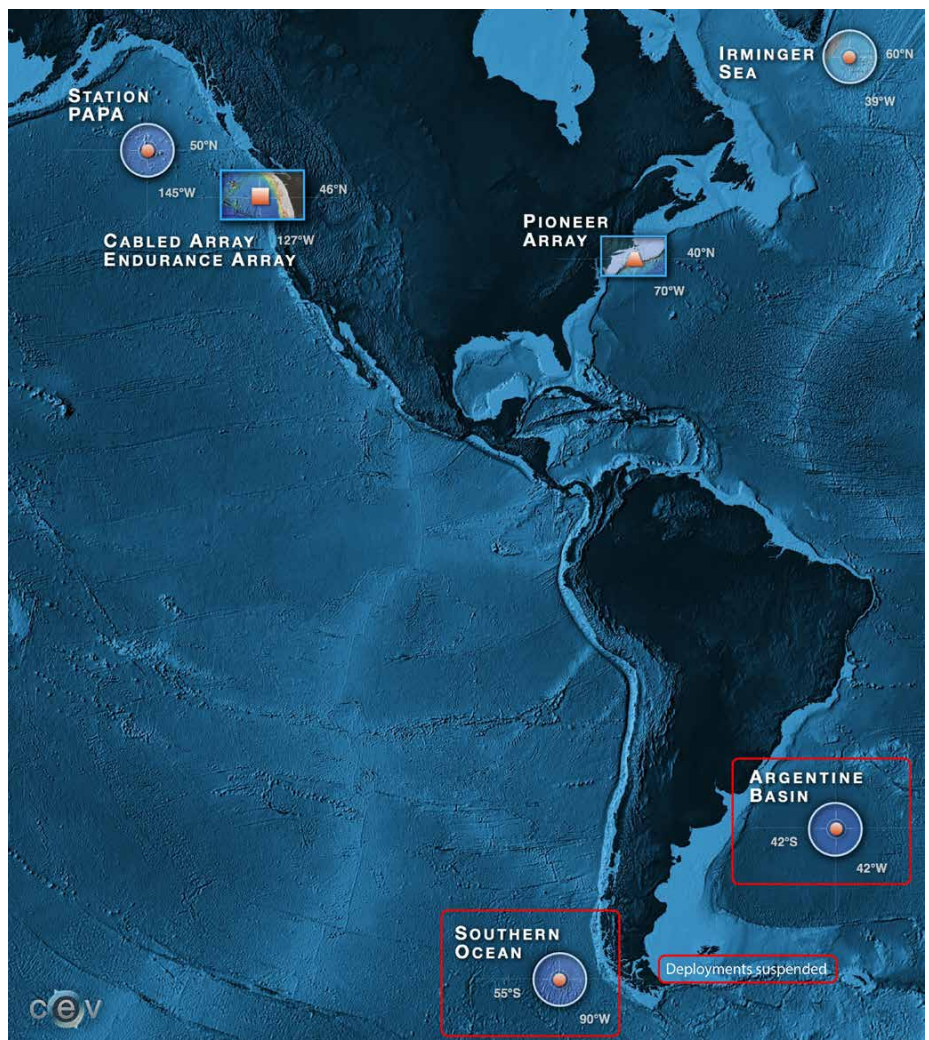 IRMINGER
SEA
60°N
39°W
STATION
PAPA
50°N
145°W
46°N
127°W
CABLED ARRAY
ENDURANCE ARRAY
PIONEER
ARRAY
40°N
70°W
ARGENTINE
BASIN
42°S
42°W
SOUTHERN
OCEAN
55°S
90°W
Deployments suspended
cev